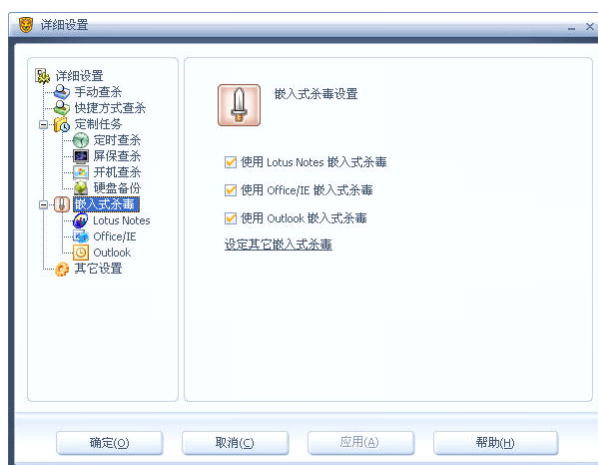 详细设置
详细设置
手动查杀
快捷方式查杀
定制任务
定时查杀
屏保查杀
开机查杀
硬盘备份
嵌入式杀毒
Lotus Notes
Office/IE
Outlook
其它设置
嵌入式杀毒设置
使用 Lotus Notes 嵌入式杀毒
使用 Office/IE 嵌入式杀毒
使用 Outlook 嵌入式杀毒
设定其它嵌入式杀毒
确定(O)
取消(C)
应用(A)
帮助(H)